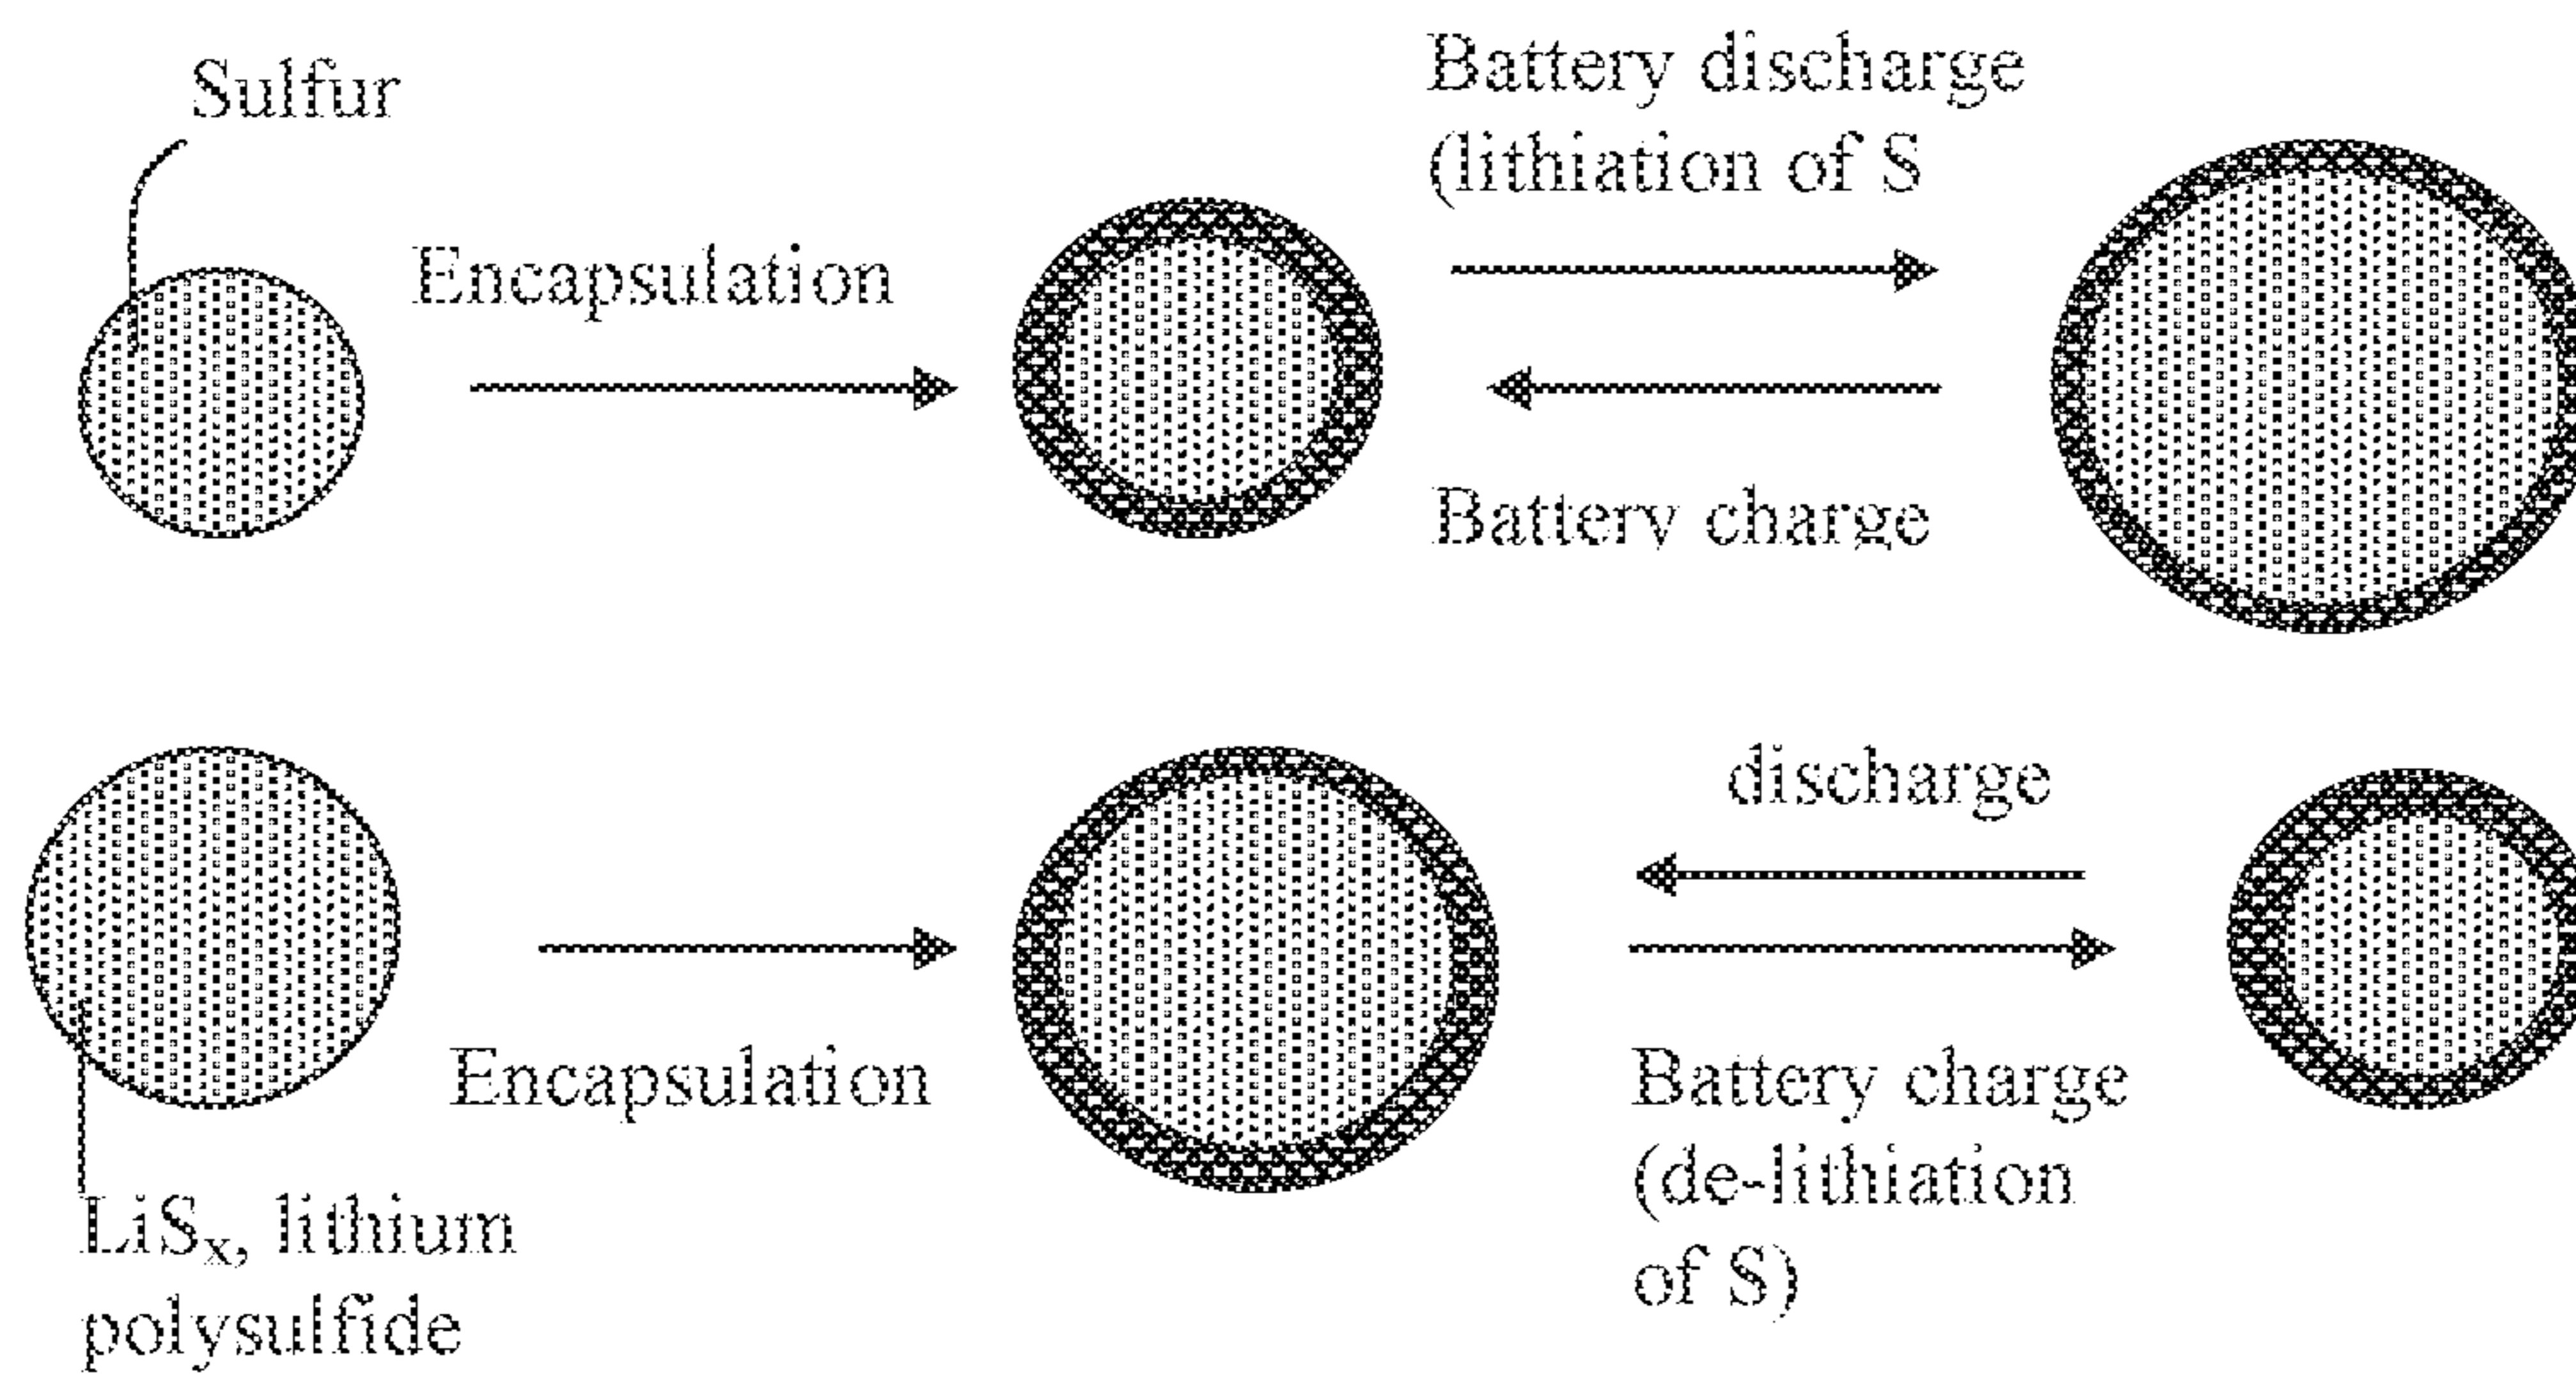 Sulfur
Encapsulation
Battery discharge
(lithiation of S
Battery charge
Encapsulation
discharge
Battery charge
(de-lithiation
of S)
LiSₓ, lithium
polysulfide